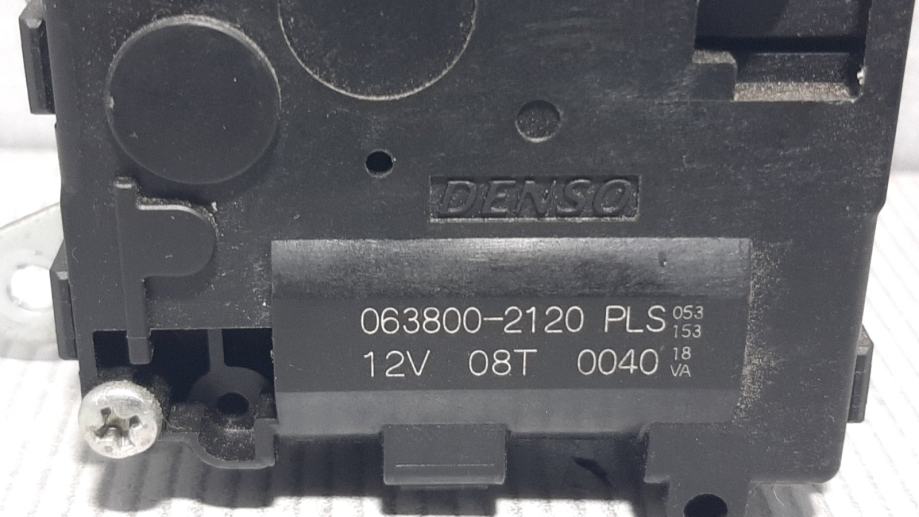 DENSO
063800-2120 PLS 053
153
12V 08T 0040 18
VA